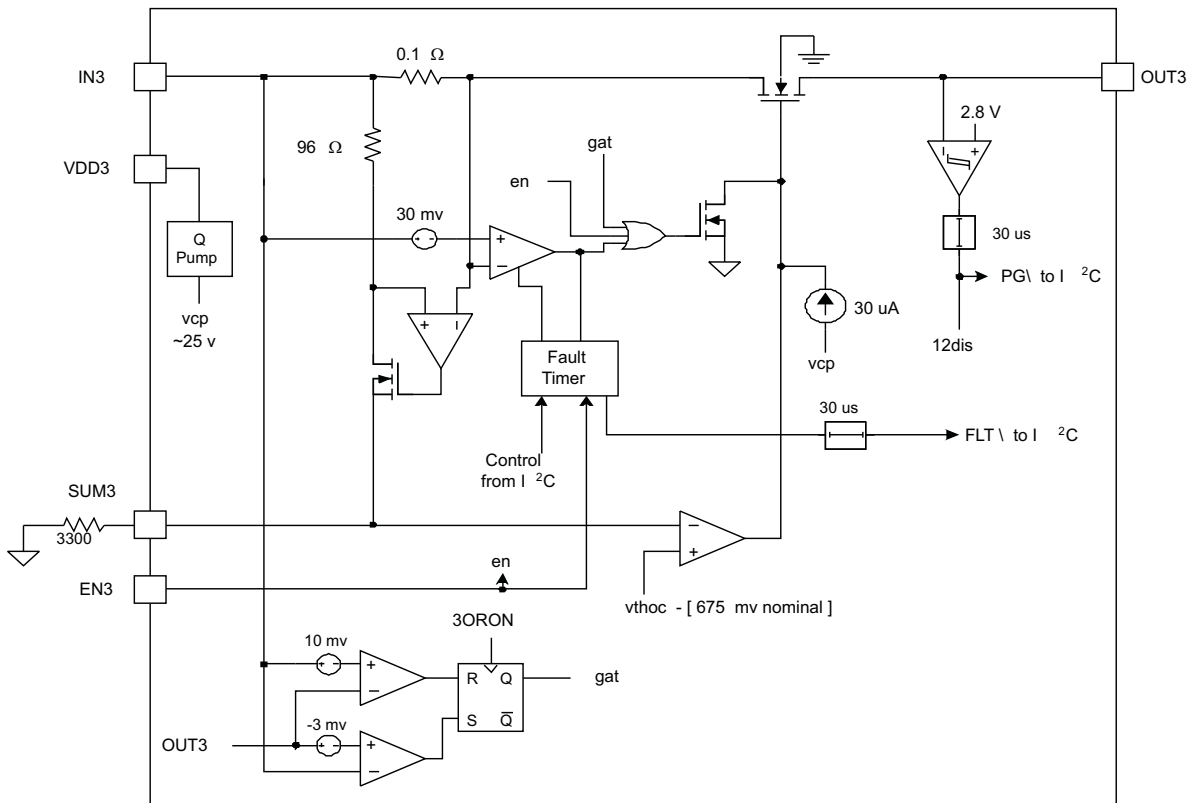 0.1 Ω
IN3
OUT3
2.8 V
96 Ω
gat
VDD3
en
− +
30 mv
+ -
+
−
Q
Pump
30 us
PG\ to I 2C
vcp
~25 v
+ −
30 uA
12dis
Fault
Timer
vcp
30 us
FLT \ to I 2C
Control
from I 2C
SUM3
3300
−
+
en
EN3
vthoc - [ 675 mv nominal ]
3ORON
10 mv
+ -
+
−
R Q
gat
S Q̅
-3 mv
OUT3
+ -
+
−